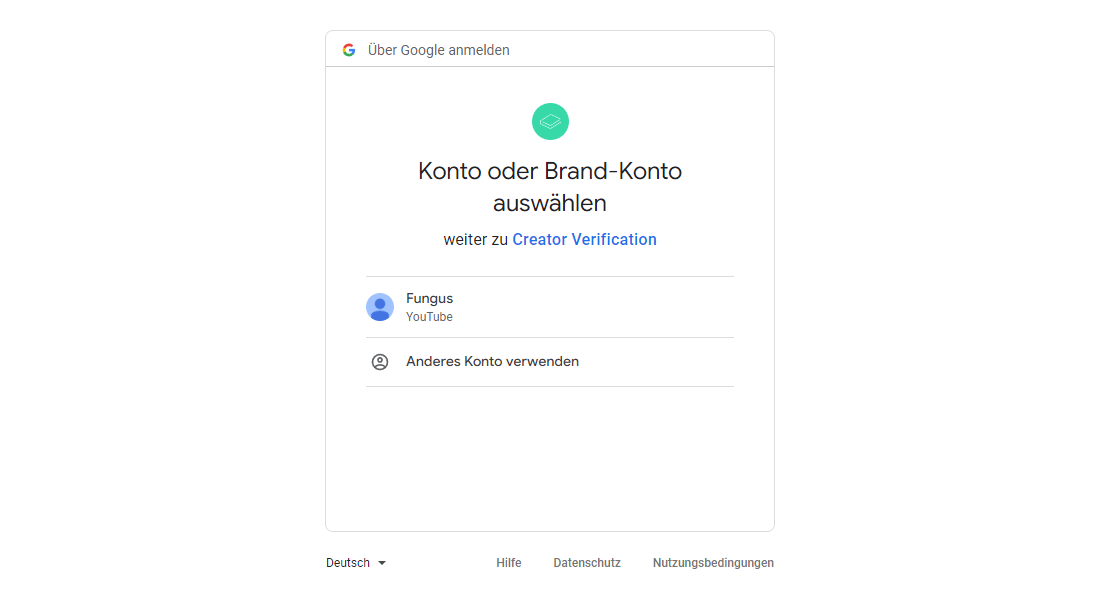 Über Google anmelden
Konto oder Brand-Konto
auswählen
weiter zu Creator Verification
Fungus
YouTube
Anderes Konto verwenden
Deutsch
Hilfe
Datenschutz
Nutzungsbedingungen